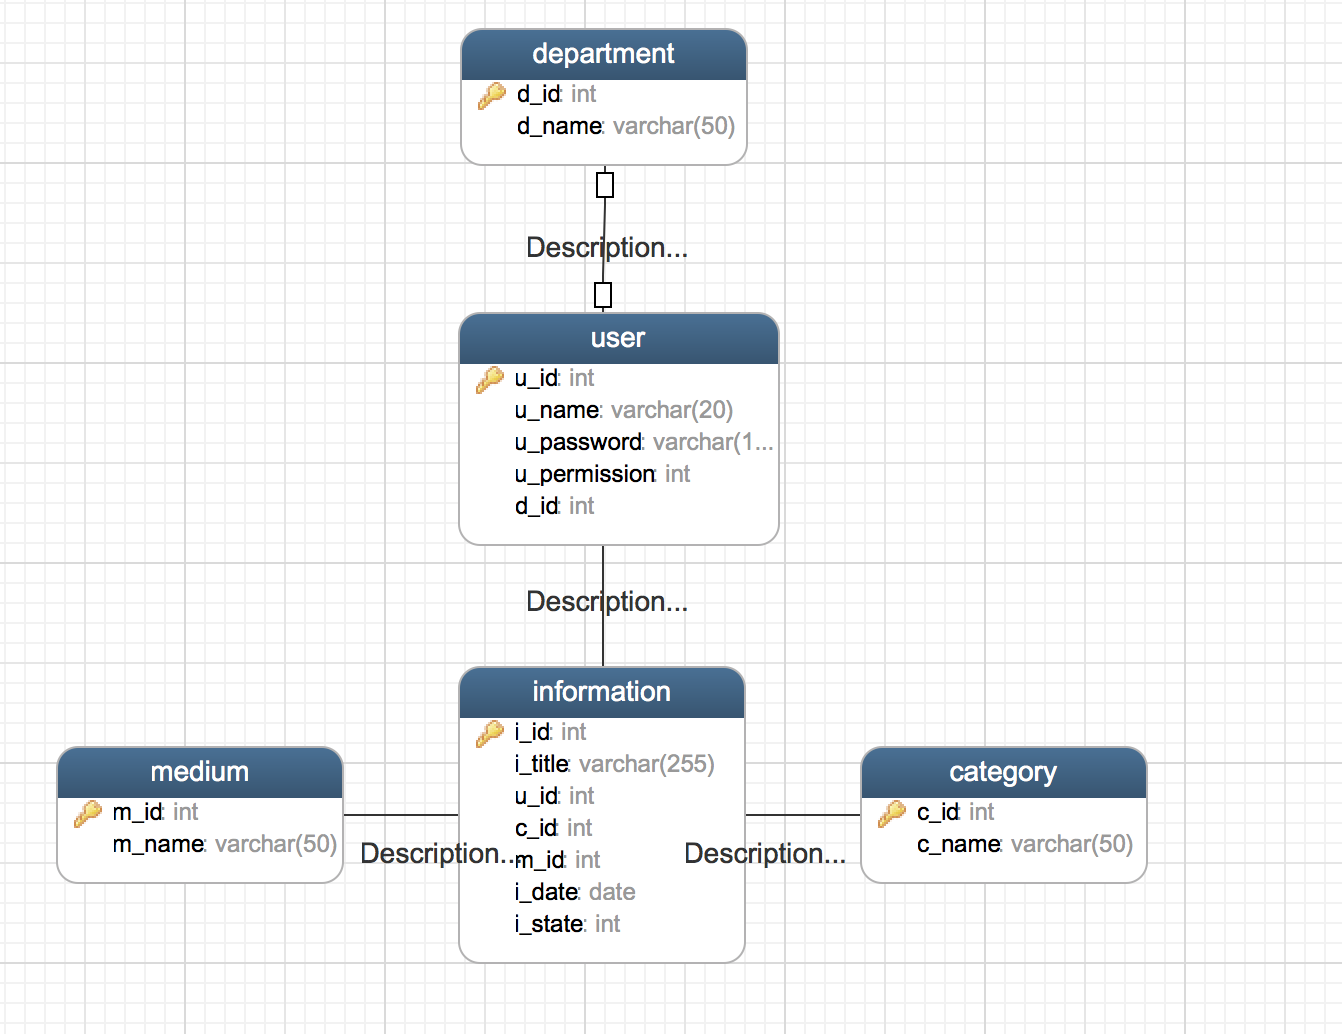 department
d_id: int
d_name: varchar(50)
Description...
user
u_id: int
u_name: varchar(20)
u_password: varchar(1...
u_permission: int
d_id: int
Description...
information
i_id: int
i_title: varchar(255)
u_id: int
c_id: int
m_id: int
i_date: date
i_state: int
medium
m_id: int
m_name: varchar(50)
Description...
category
c_id: int
c_name: varchar(50)
Description...